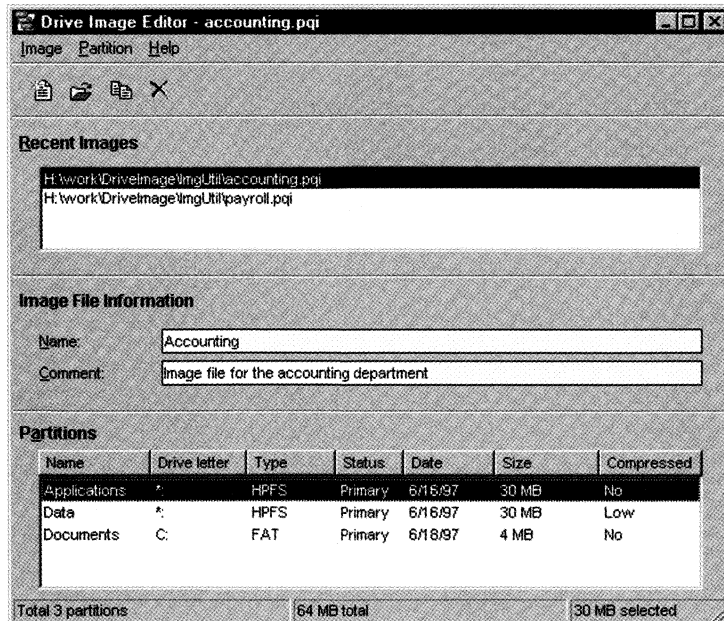 Drive Image Editor - accounting.pqi
Image Partition Help
Recent Images
H:\work\DriveImage\ImgUtil\accounting.pqi
H:\work\DriveImage\ImgUtil\payroll.pqi
Image File Information
Name: Accounting
Comment: Image file for the accounting department
Partitions
Name Drive letter Type Status Date Size Compressed
Applications *: HPFS Primary 6/16/97 30 MB No
Data *: HPFS Primary 6/16/97 30 MB Low
Documents C: FAT Primary 6/18/97 4 MB No
Total 3 partitions 64 MB total 30 MB selected